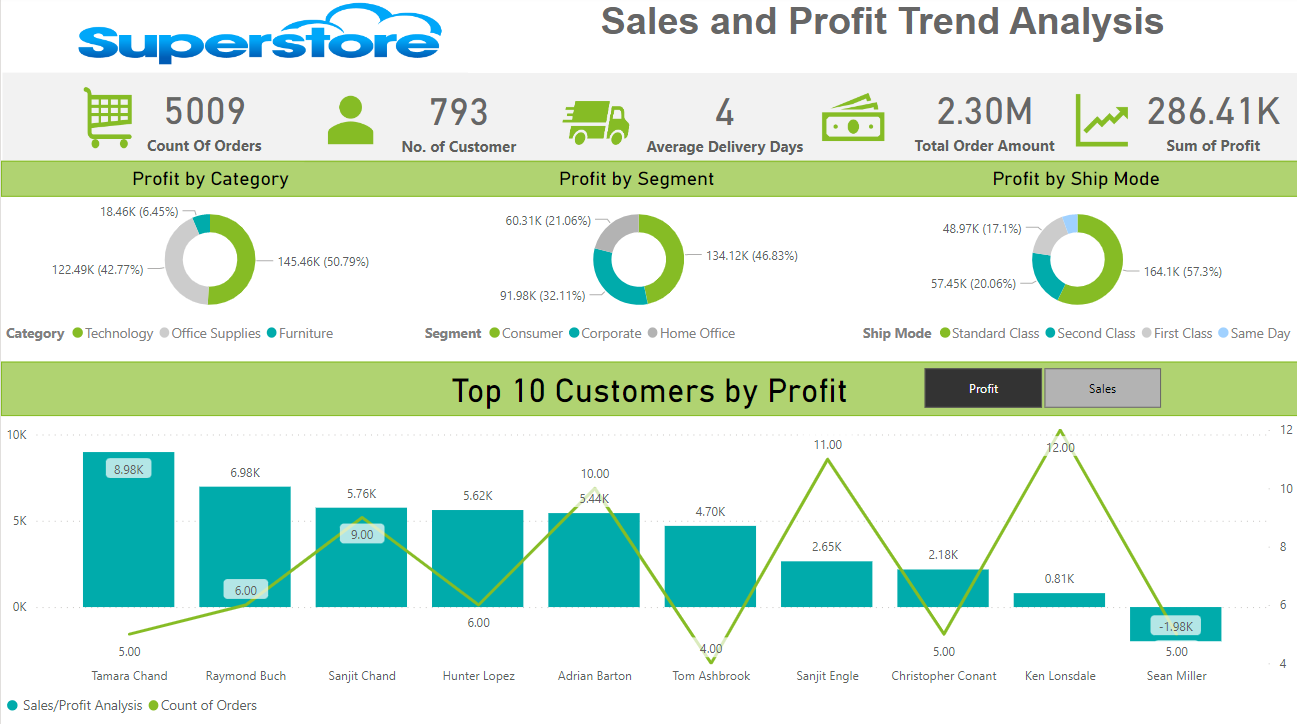 Superstore
Sales and Profit Trend Analysis
5009
Count Of Orders
793
No. of Customer
4
Average Delivery Days
2.30M
Total Order Amount
286.41K
Sum of Profit
Profit by Category
Profit by Segment
Profit by Ship Mode
18.46K (6.45%)
122.49K (42.77%)
145.46K (50.79%)
Category Technology Office Supplies Furniture
60.31K (21.06%)
134.12K (46.83%)
91.98K (32.11%)
Segment Consumer Corporate Home Office
48.97K (17.1%)
164.1K (57.3%)
57.45K (20.06%)
Ship Mode Standard Class Second Class First Class Same Day
Top 10 Customers by Profit
Profit
Sales
10K
5K
0K
8.98K
6.98K
5.76K
5.62K
5.44K
4.70K
2.65K
2.18K
0.81K
-1.98K
5.00
6.00
9.00
6.00
10.00
4.00
11.00
5.00
12.00
5.00
12
10
8
6
4
Tamara Chand
Raymond Buch
Sanjit Chand
Hunter Lopez
Adrian Barton
Tom Ashbrook
Sanjit Engle
Christopher Conant
Ken Lonsdale
Sean Miller
Sales/Profit Analysis Count of Orders